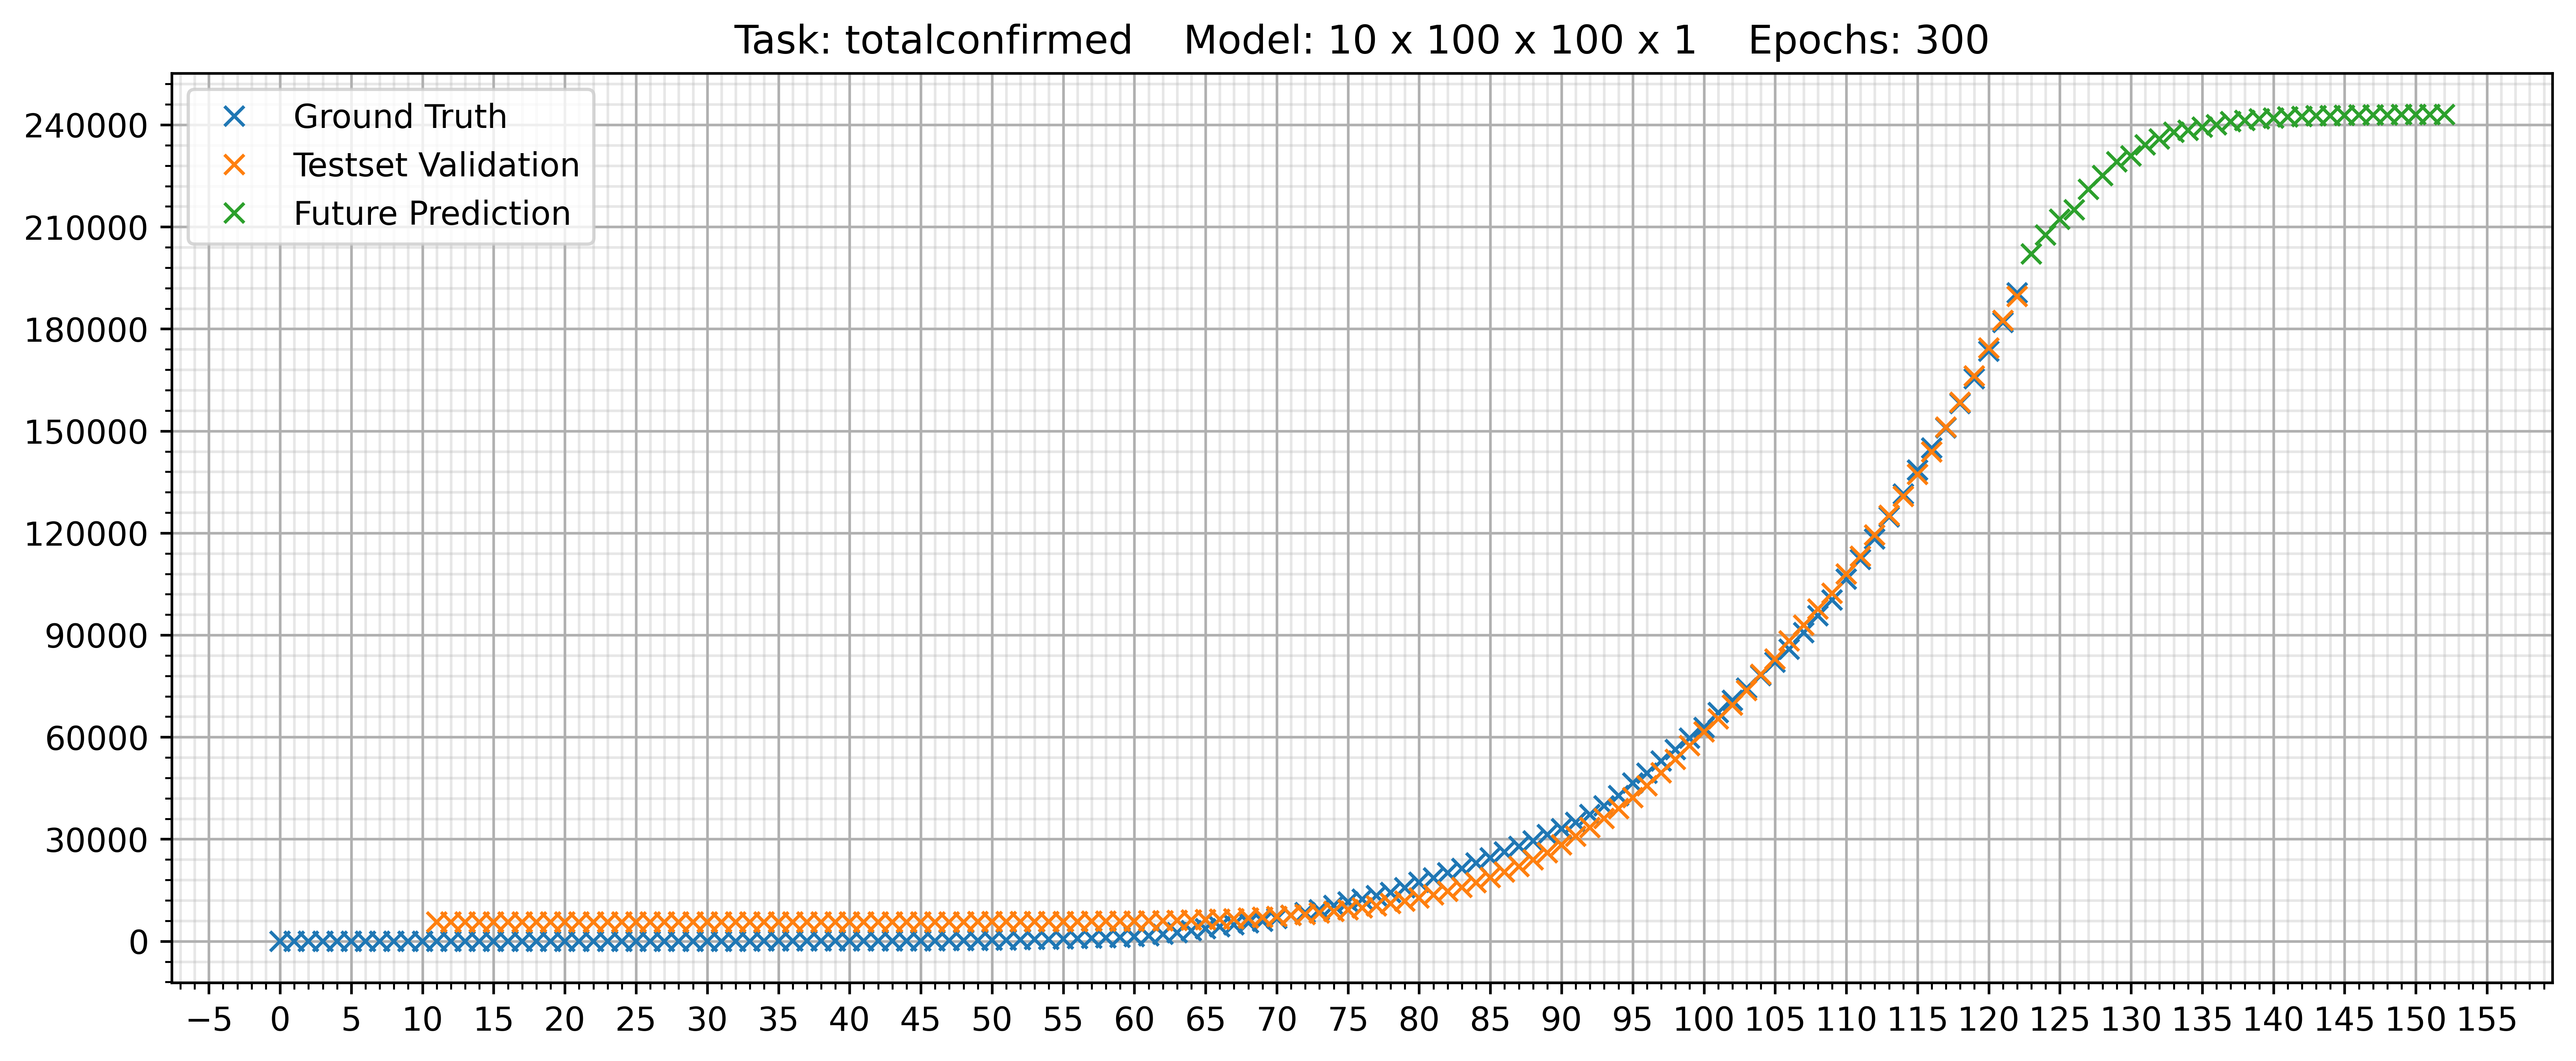 Task: totalconfirmed    Model: 10 x 100 x 100 x 1    Epochs: 300
Ground Truth
Testset Validation
Future Prediction
240000
210000
180000
150000
120000
90000
60000
30000
0
−5 0 5 10 15 20 25 30 35 40 45 50 55 60 65 70 75 80 85 90 95 100 105 110 115 120 125 130 135 140 145 150 155